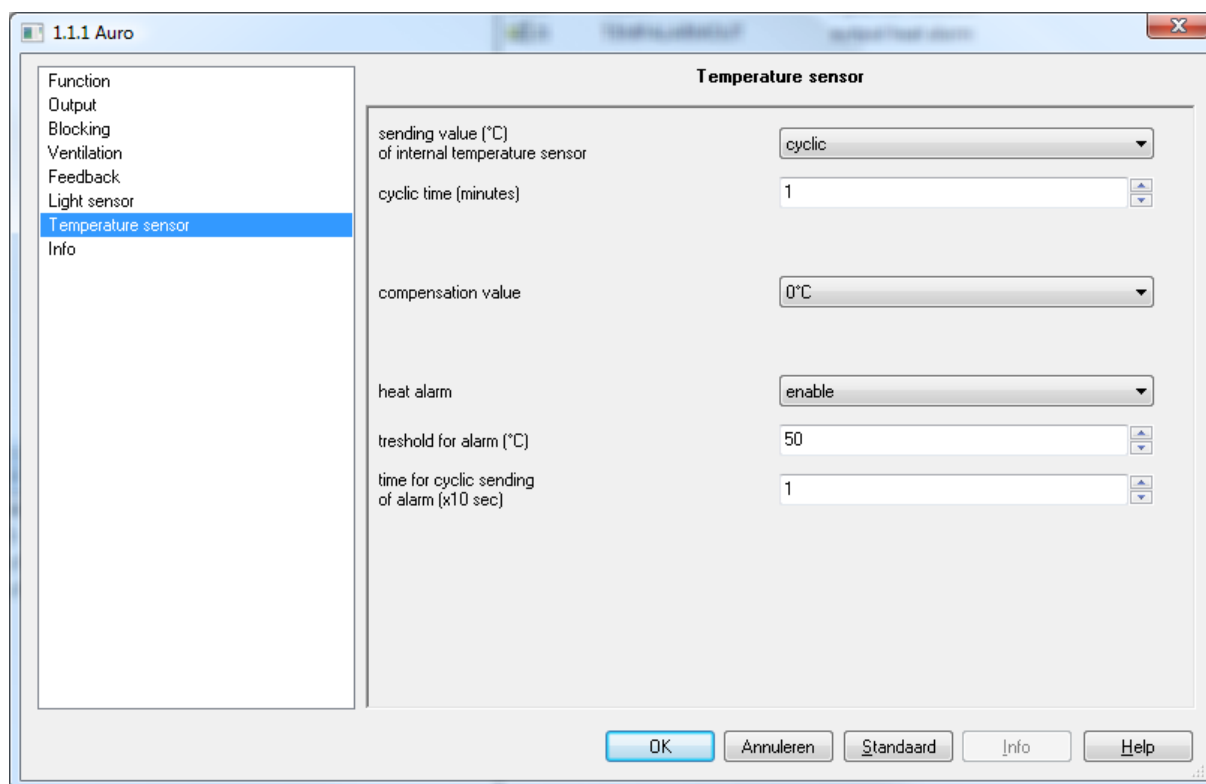 1.1.1 Auro
Function
Output
Blocking
Ventilation
Feedback
Light sensor
Temperature sensor
Info
Temperature sensor
sending value (°C)
of internal temperature sensor
cyclic
cyclic time (minutes)
1
compensation value
0°C
heat alarm
enable
treshold for alarm (°C)
50
time for cyclic sending
of alarm (x10 sec)
1
OK
Annuleren
Standaard
Info
Help